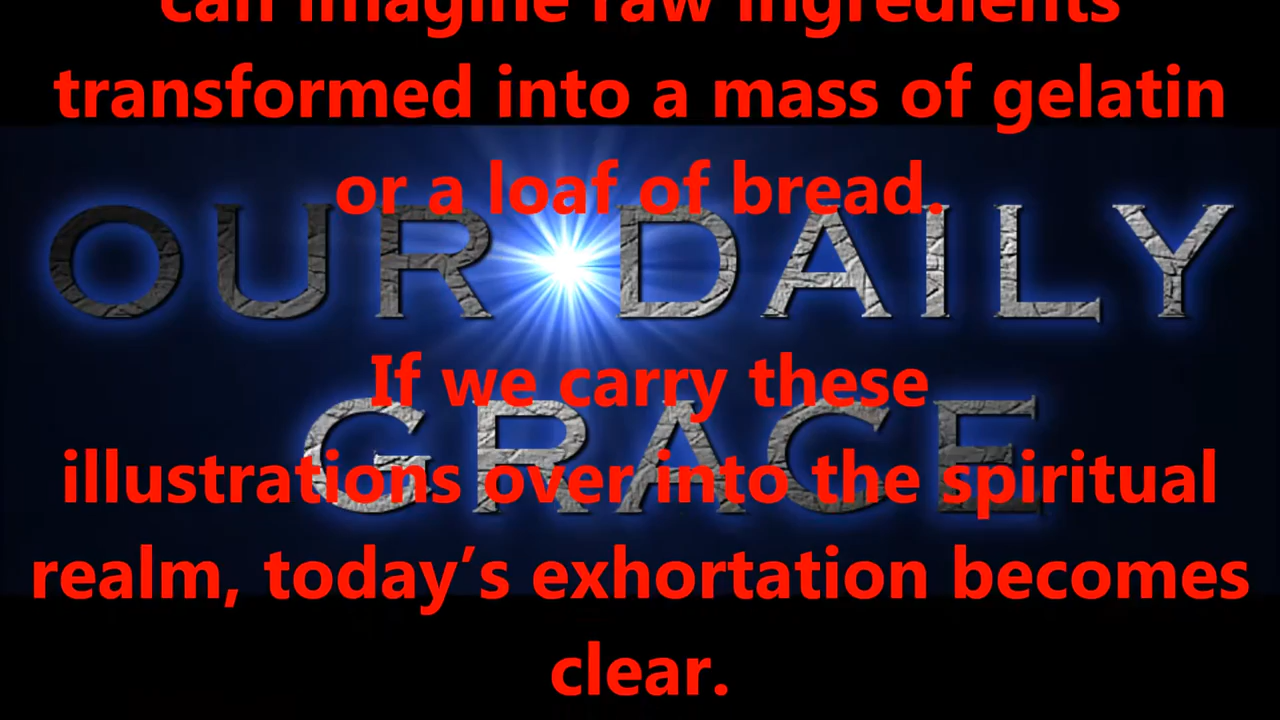 can imagine raw ingredients
transformed into a mass of gelatin
or a loaf of bread.
OUR DAILY
If we carry these
GRACE
illustrations over into the spiritual
realm, today’s exhortation becomes
clear.